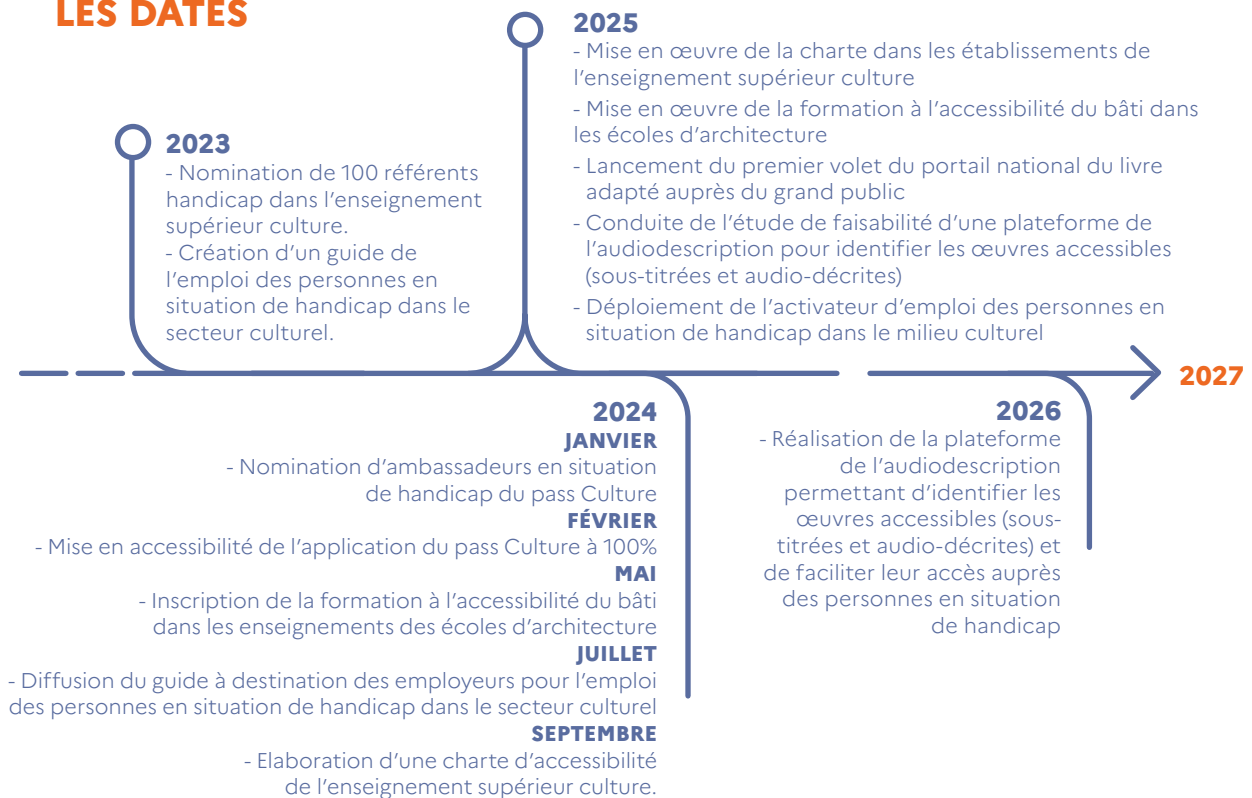 LES DATES
2023
- Nomination de 100 référents
handicap dans l'enseignement
supérieur culture.
- Création d'un guide de
l'emploi des personnes en
situation de handicap dans le
secteur culturel.
2025
- Mise en œuvre de la charte dans les établissements de
l'enseignement supérieur culture
- Mise en œuvre de la formation à l'accessibilité du bâti dans
les écoles d'architecture
- Lancement du premier volet du portail national du livre
adapté auprès du grand public
- Conduite de l'étude de faisabilité d'une plateforme de
l'audiodescription pour identifier les œuvres accessibles
(sous-titrées et audio-décrites)
- Déploiement de l'activateur d'emploi des personnes en
situation de handicap dans le milieu culturel
2027
2024
JANVIER
- Nomination d'ambassadeurs en situation
de handicap du pass Culture
FÉVRIER
- Mise en accessibilité de l'application du pass Culture à 100%
MAI
- Inscription de la formation à l'accessibilité du bâti
dans les enseignements des écoles d'architecture
JUILLET
- Diffusion du guide à destination des employeurs pour l'emploi
des personnes en situation de handicap dans le secteur culturel
SEPTEMBRE
- Elaboration d'une charte d'accessibilité
de l'enseignement supérieur culture.
2026
- Réalisation de la plateforme
de l'audiodescription
permettant d'identifier les
œuvres accessibles (sous-
titrées et audio-décrites) et
de faciliter leur accès auprès
des personnes en situation
de handicap